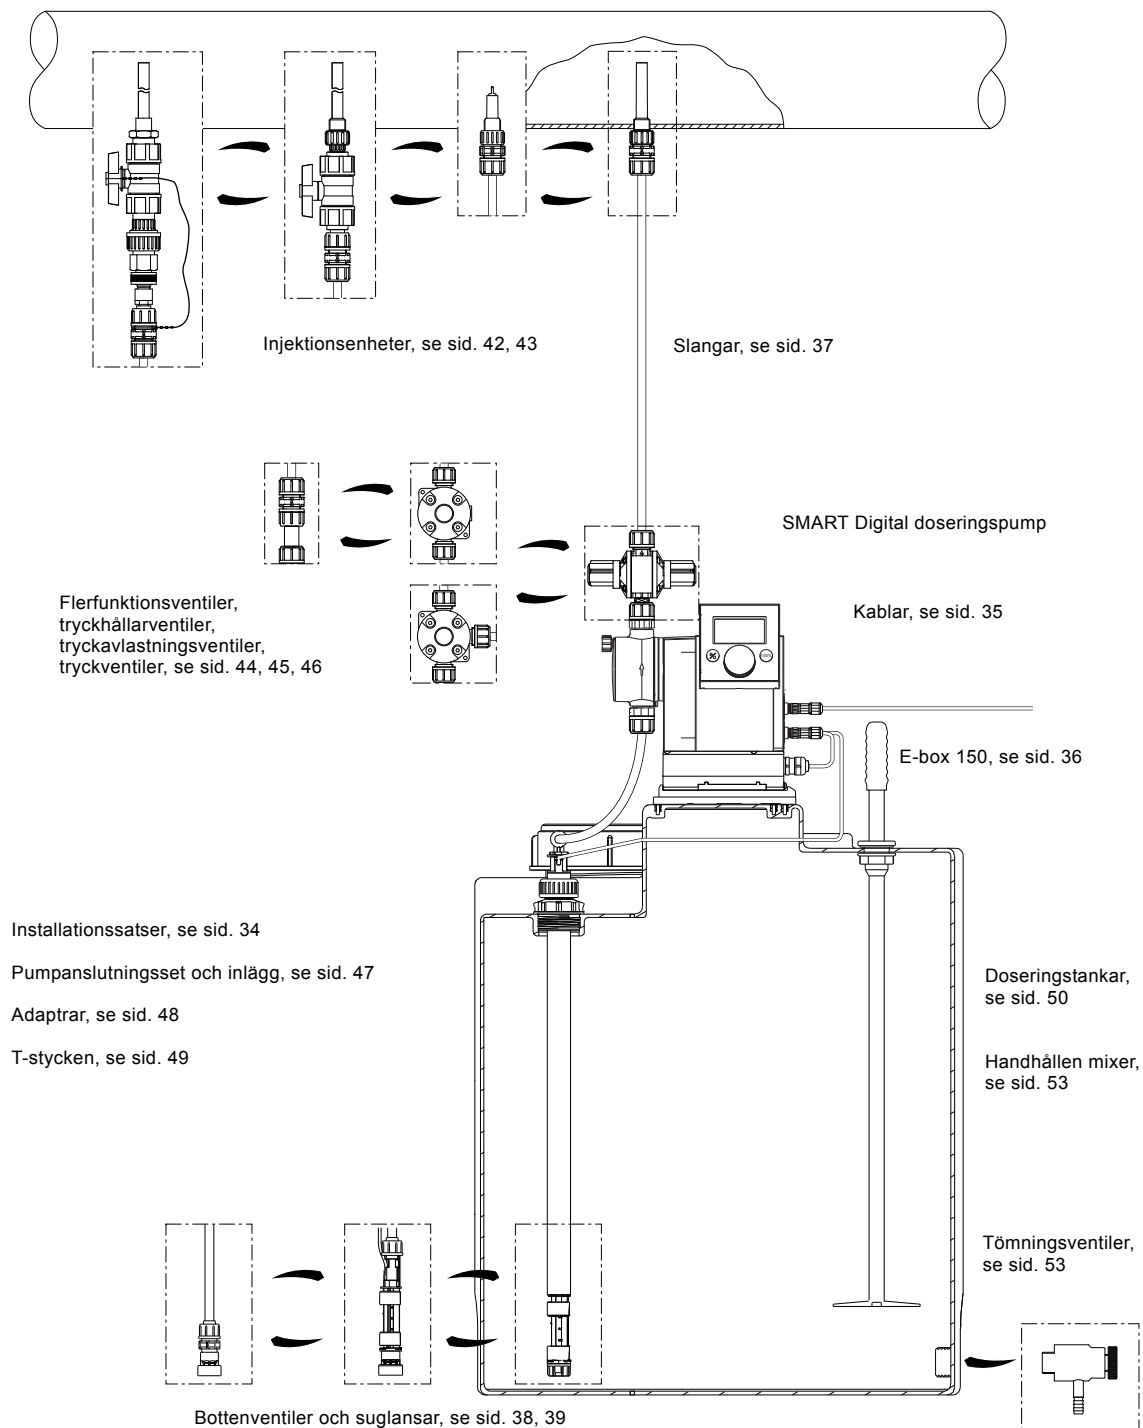 Injektionsenheter, se sid. 42, 43
Slangar, se sid. 37
SMART Digital doseringspump
Flerfunktionsventiler,
tryckhållarventiler,
tryckavlastningsventiler,
tryckventiler, se sid. 44, 45, 46
Kablar, se sid. 35
100%
E-box 150, se sid. 36
Installationssatser, se sid. 34
Pumpanslutningsset och inlägg, se sid. 47
Adaptrar, se sid. 48
T-stycken, se sid. 49
Doseringstankar,
se sid. 50
Handhållen mixer,
se sid. 53
Tömningsventiler,
se sid. 53
Bottenventiler och suglansar, se sid. 38, 39